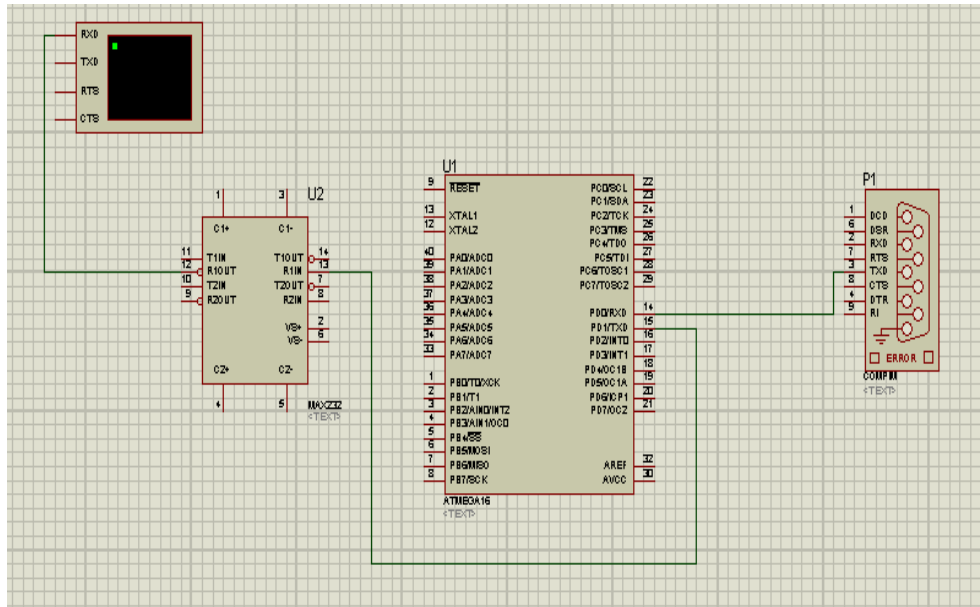 RXD
TXD
RTS
CTS
U2
1
3
C1+
C1-
11
T1IN
T1OUT
14
12
R1OUT
R1IN
13
10
T2IN
T2OUT
7
9
R2OUT
R2IN
8
VS+
2
VS-
6
C2+
C2-
4
5
MAX232
<TEXT>
U1
9
RESET
13
XTAL1
12
XTAL2
40
PA0/ADC0
39
PA1/ADC1
38
PA2/ADC2
37
PA3/ADC3
36
PA4/ADC4
35
PA5/ADC5
34
PA6/ADC6
33
PA7/ADC7
1
PB0/T0/XCK
2
PB1/T1
3
PB2/AIN0/INT2
4
PB3/AIN1/OC0
5
PB4/SS
6
PB5/MOSI
7
PB6/MISO
8
PB7/SCK
PC0/SCL
22
PC1/SDA
23
PC2/TCK
24
PC3/TMS
25
PC4/TDO
26
PC5/TDI
27
PC6/TOSC1
28
PC7/TOSC2
29
PD0/RXD
14
PD1/TXD
15
PD2/INT0
16
PD3/INT1
17
PD4/OC1B
18
PD5/OC1A
19
PD6/ICP1
20
PD7/OC2
21
AREF
32
AVCC
30
ATMEGA16
<TEXT>
P1
1
DCD
6
DSR
2
RXD
7
RTS
3
TXD
8
CTS
4
DTR
9
RI
ERROR
COMPIM
<TEXT>